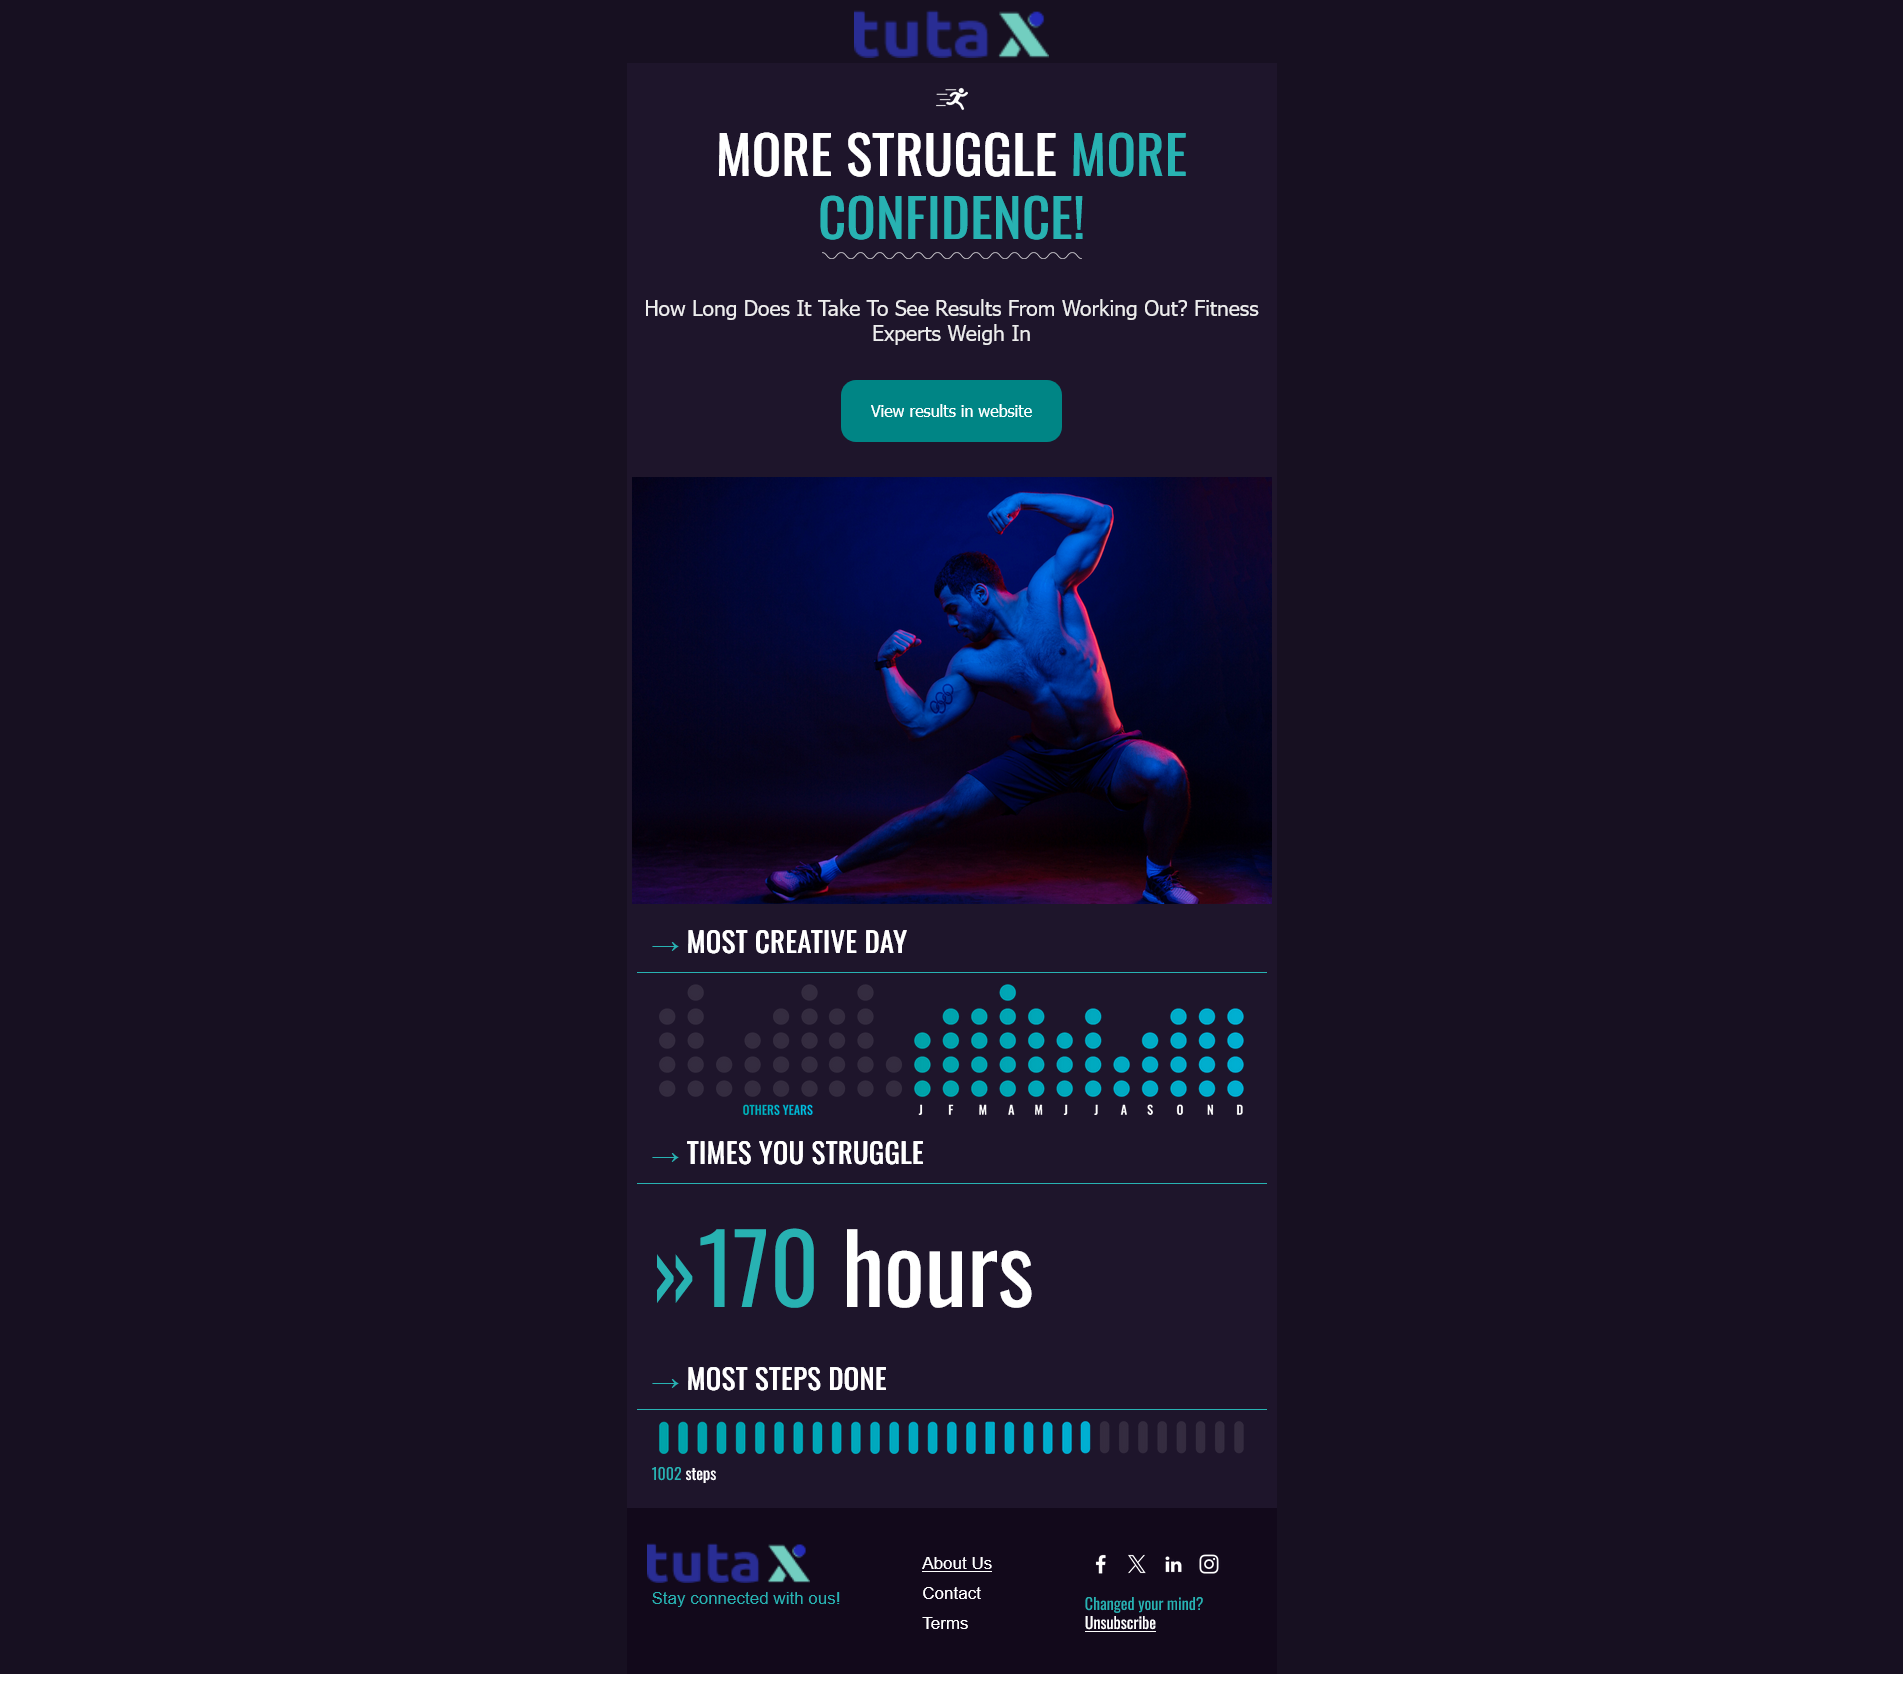 tutax
MORE STRUGGLE MORE
CONFIDENCE!
How Long Does It Take To See Results From Working Out? Fitness
Experts Weigh In
View results in website
→ MOST CREATIVE DAY
OTHERS YEARS J F M A M J J A S O N D
→ TIMES YOU STRUGGLE
»170 hours
→ MOST STEPS DONE
1002 steps
tutax
Stay connected with ous!
About Us
Contact
Terms
f X in
Changed your mind?
Unsubscribe